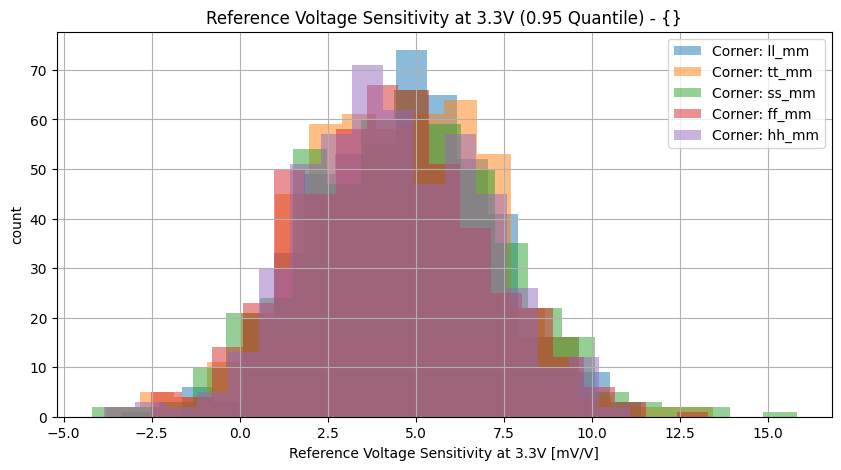 Reference Voltage Sensitivity at 3.3V (0.95 Quantile) - {}
Corner: ll_mm
Corner: tt_mm
Corner: ss_mm
Corner: ff_mm
Corner: hh_mm
count
70
60
50
40
30
20
10
0
−5.0 −2.5 0.0 2.5 5.0 7.5 10.0 12.5 15.0
Reference Voltage Sensitivity at 3.3V [mV/V]